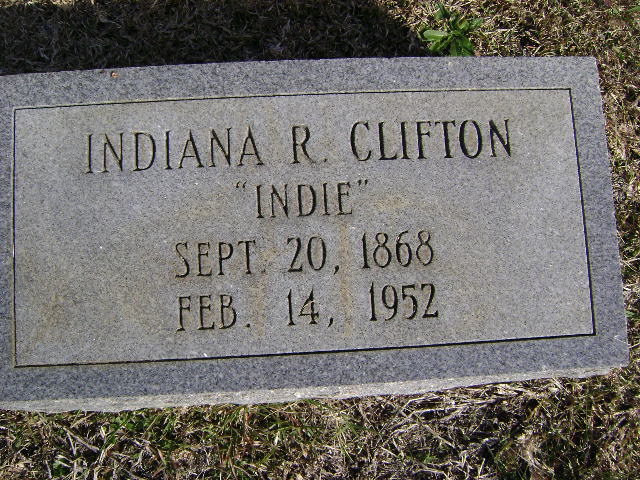 INDIANA R. CLIFTON
"INDIE"
SEPT. 20, 1868
FEB. 14, 1952